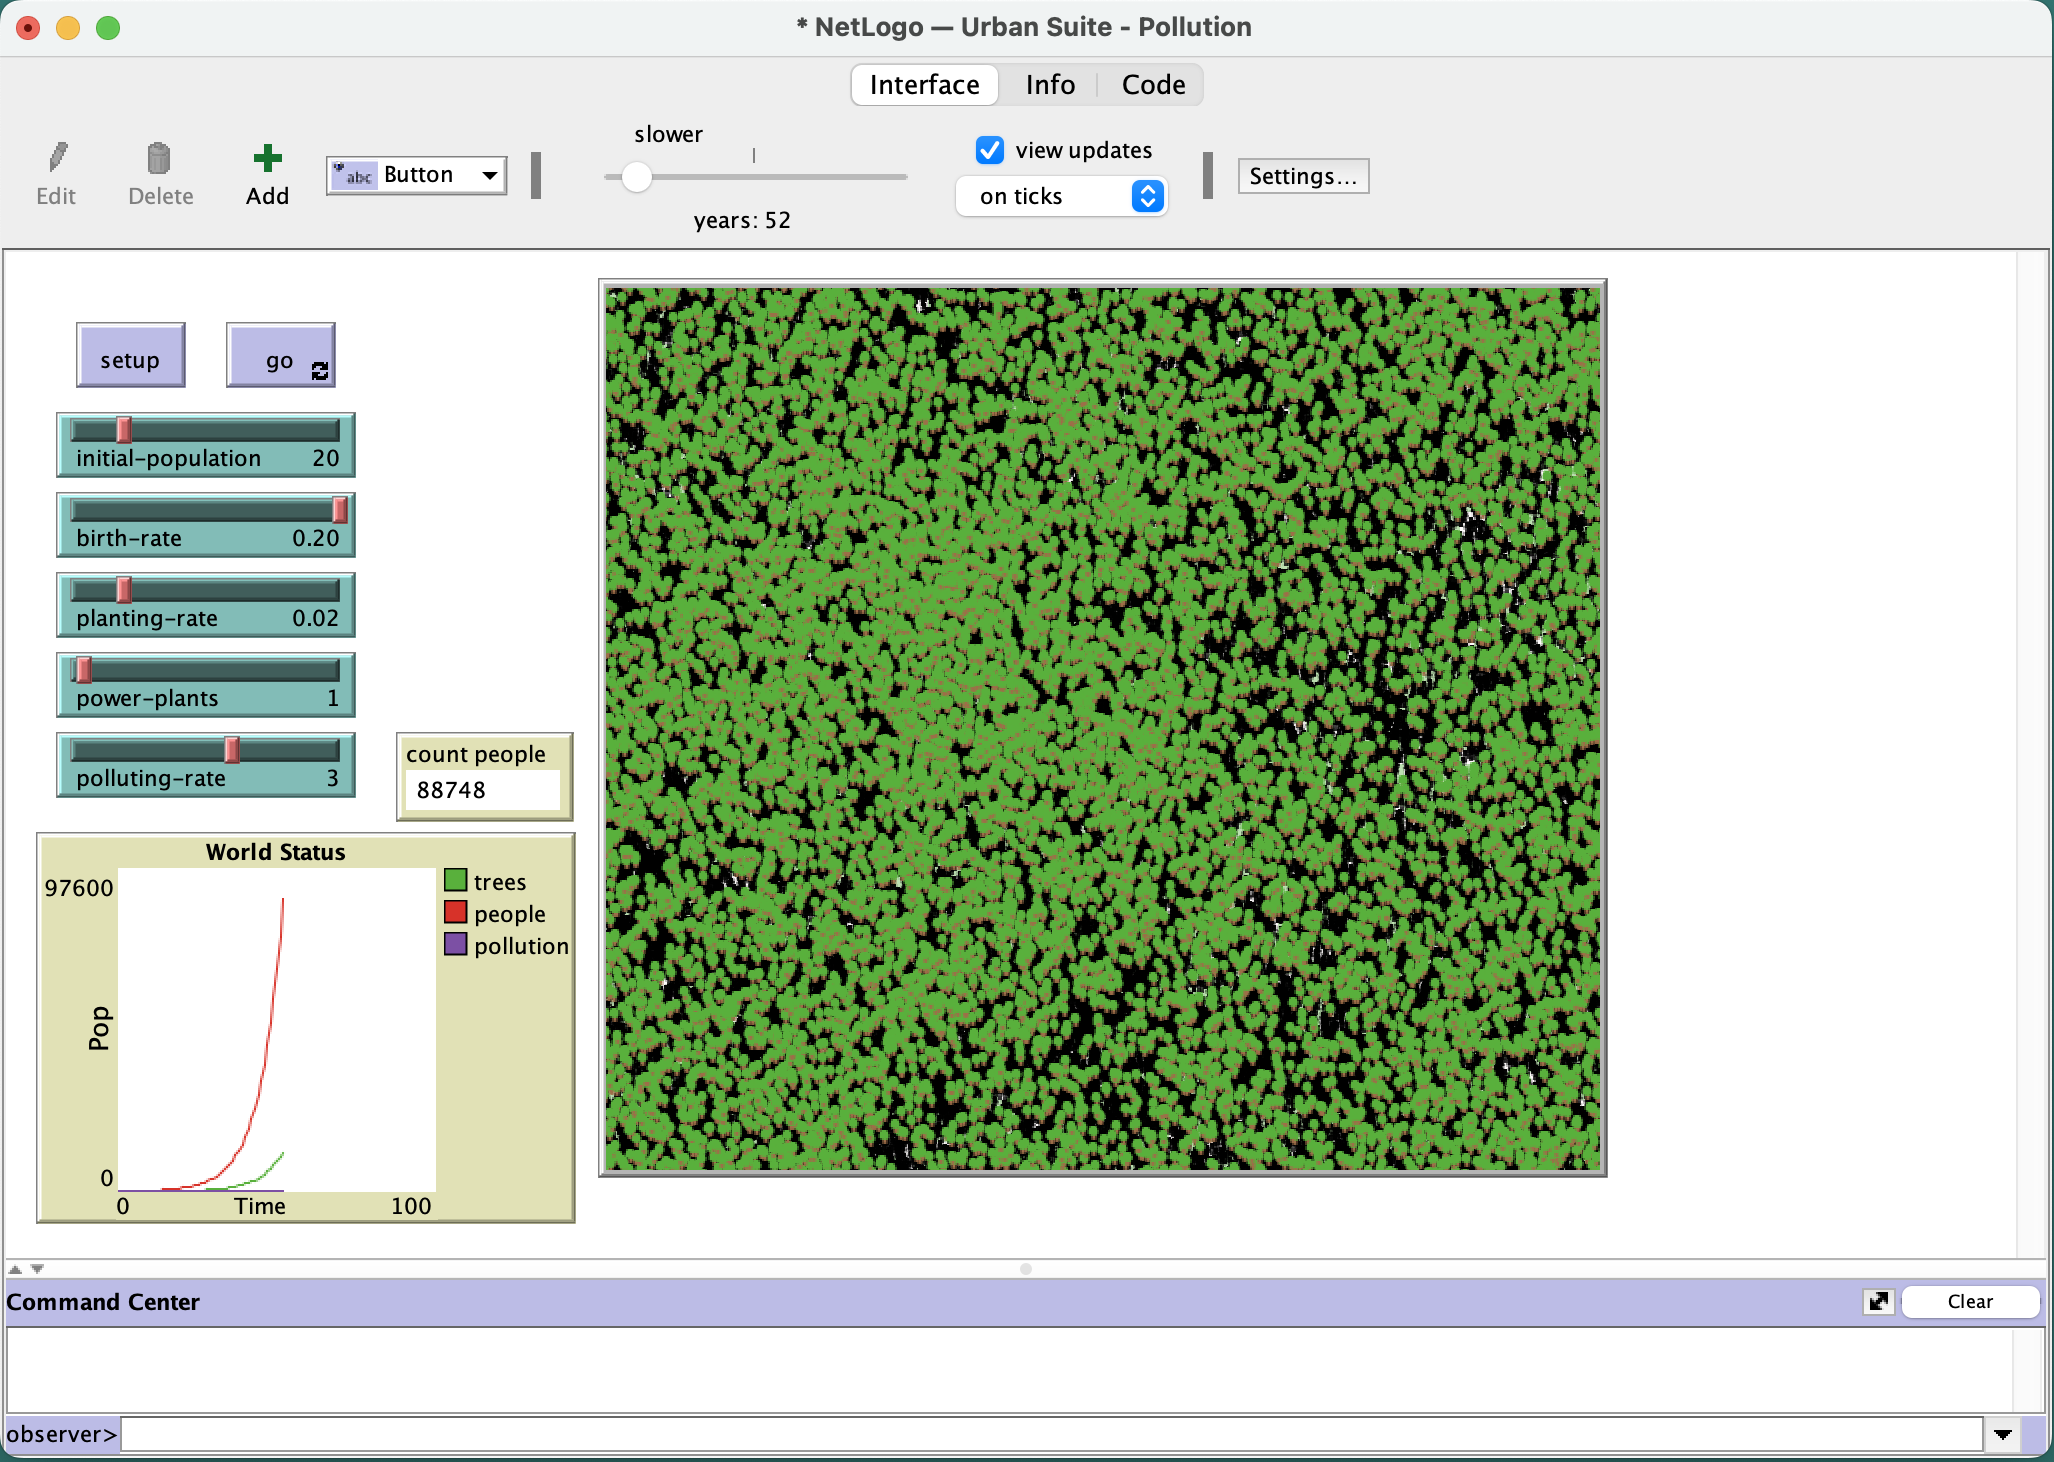 * NetLogo — Urban Suite - Pollution
Interface Info Code
Edit Delete Add
abc Button
slower
years: 52
view updates
on ticks
Settings...
setup go
initial-population 20
birth-rate 0.20
planting-rate 0.02
power-plants 1
polluting-rate 3
count people
88748
World Status
97600
Pop
0
0 Time 100
trees
people
pollution
Command Center Clear
observer>